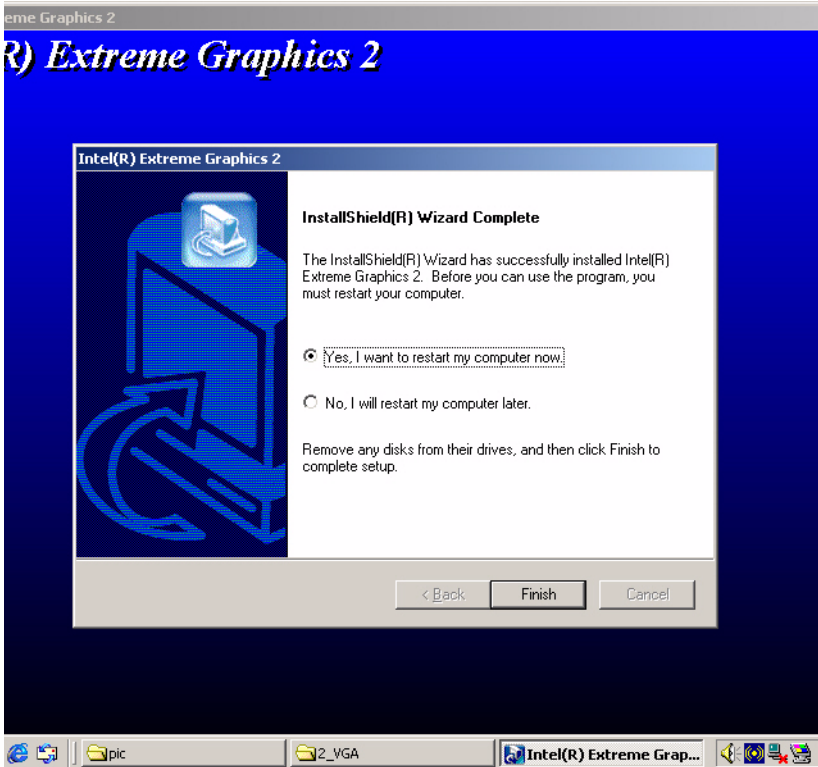 eme Graphics 2
R) Extreme Graphics 2
Intel(R) Extreme Graphics 2
InstallShield(R) Wizard Complete
The InstallShield(R) Wizard has successfully installed Intel(R)
Extreme Graphics 2. Before you can use the program, you
must restart your computer.
Yes, I want to restart my computer now.
No, I will restart my computer later.
Remove any disks from their drives, and then click Finish to
complete setup.
< Back Finish Cancel
pic 2_VGA Intel(R) Extreme Grap...